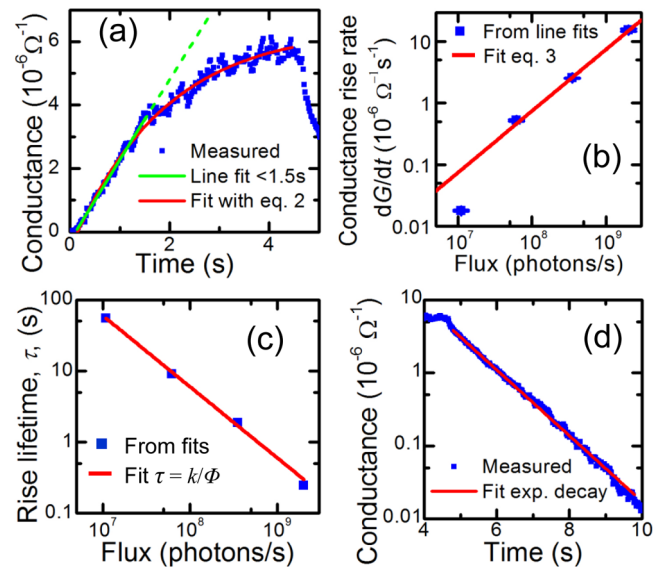 (a)
Conductance (10⁻⁶ Ω⁻¹)
6
4
2
0
Measured
Line fit <1.5s
Fit with eq. 2
0 2 4
Time (s)
(b)
Conductance rise rate
dG/dt (10⁻⁶ Ω⁻¹ s⁻¹)
10
1
0.1
0.01
From line fits
Fit eq. 3
10⁷ 10⁸ 10⁹
Flux (photons/s)
(c)
Rise lifetime, τ, (s)
100
10
1
0.1
From fits
Fit τ = k/Φ
10⁷ 10⁸ 10⁹
Flux (photons/s)
(d)
Conductance (10⁻⁶ Ω⁻¹)
10
1
0.1
0.01
Measured
Fit exp. decay
4 6 8 10
Time (s)